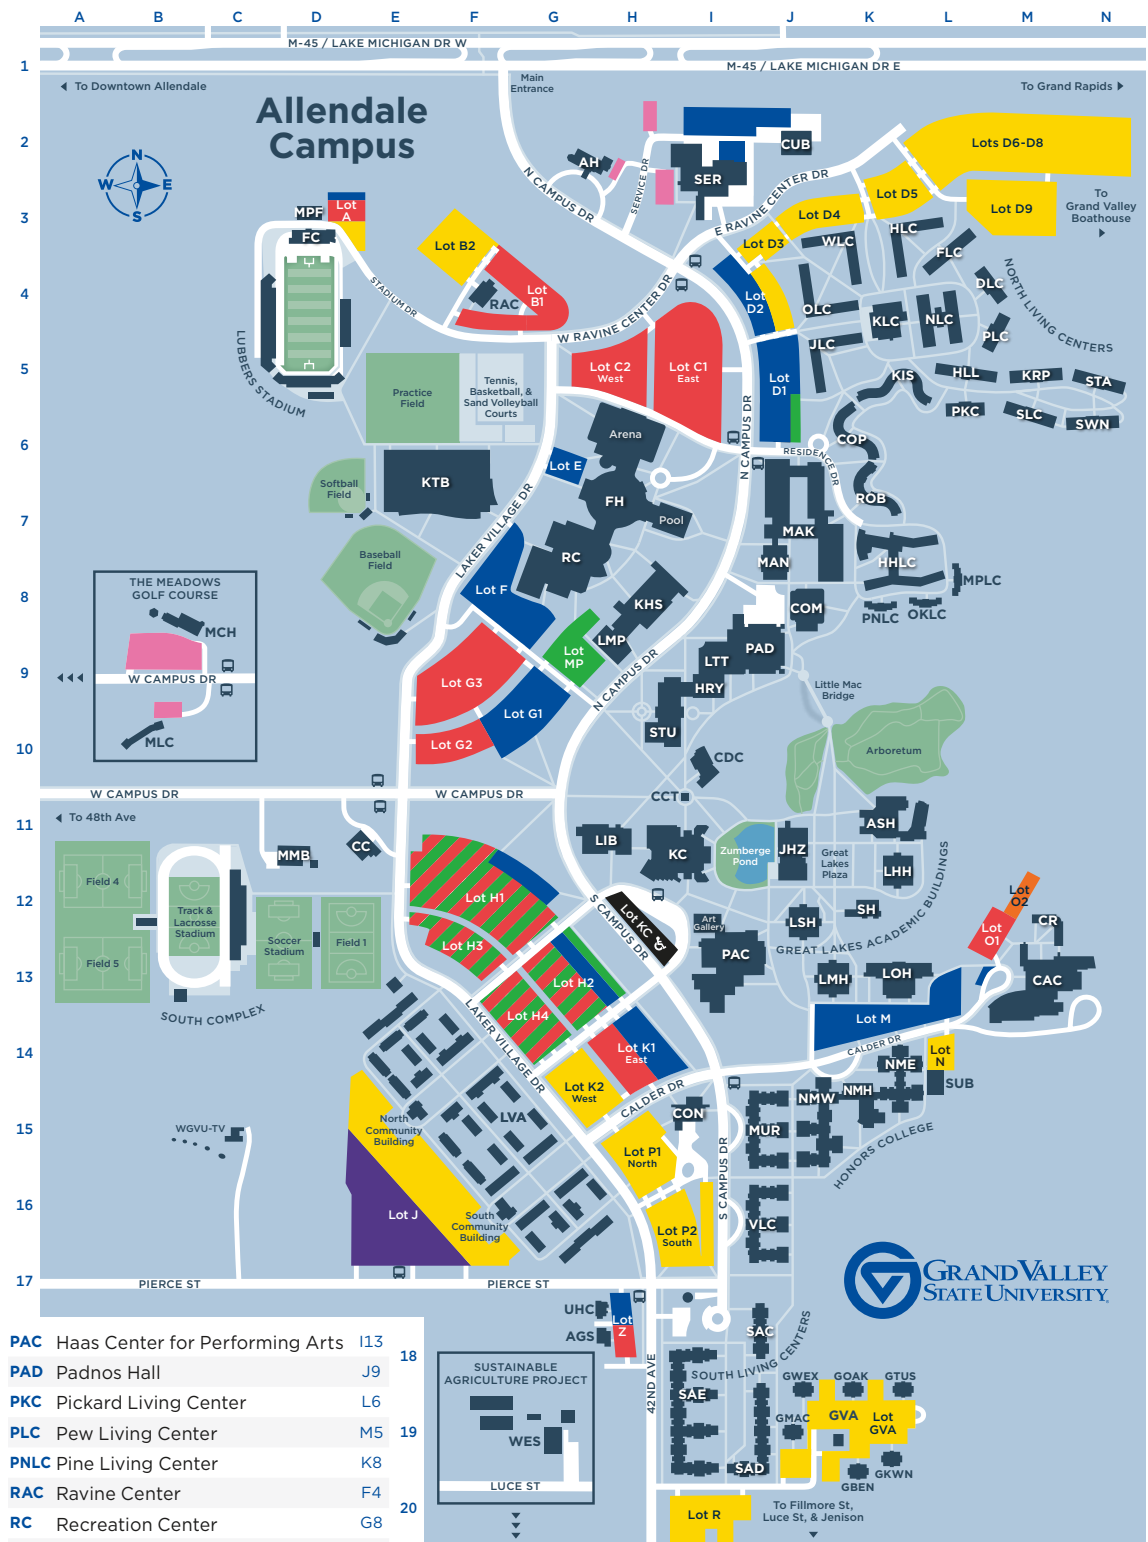 A B C D E F G H I J K L M N
M-45 / LAKE MICHIGAN DR W
1
M-45 / LAKE MICHIGAN DR E
To Downtown Allendale
Main
Entrance
To Grand Rapids
Allendale
Campus
2
CUB
Lots D6-D8
N
W E
S
AH
SERVICE DR
SER
N CAMPUS DR
E RAVINE CENTER DR
Lot D5
To
Grand Valley
Boathouse
3
MPF
Lot
A
FC
Lot D4
Lot D9
HLC
WLC
FLC
Lot B2
Lot D3
STADIUM DR
RAC
Lot
B1
4
Lot
D2
OLC
DLC
KLC
NLC
PLC
NORTH LIVING CENTERS
W RAVINE CENTER DR
JLC
LUBBERS STADIUM
5
Practice
Field
Tennis,
Basketball, &
Sand Volleyball
Courts
Lot C2
West
Lot C1
East
Lot
D1
KIS
HLL
KRP
STA
PKC
SLC
SWN
N CAMPUS DR
6
Arena
COP
RESIDENCE DR
Lot E
Softball
Field
KTB
FH
ROB
7
Pool
MAK
LAKER VILLAGE DR
Baseball
Field
RC
MAN
HHLC
MPLC
THE MEADOWS
GOLF COURSE
8
Lot F
KHS
COM
PNLC
OKLC
MCH
LMP
Lot
MP
PAD
LTT
9
W CAMPUS DR
Lot G3
HRY
N CAMPUS DR
Little Mac
Bridge
Lot G1
STU
MLC
10
Lot G2
CDC
Arboretum
W CAMPUS DR
W CAMPUS DR
CCT
11
To 48th Ave
ASH
LIB
CC
MMB
KC
Zumberge
Pond
JHZ
Great
Lakes
Plaza
LHH
Field 4
12
Lot H1
Lot
O2
Track &
Lacrosse
Stadium
Lot KC
S CAMPUS DR
Art
Gallery
LSH
SH
CR
Soccer
Stadium
Field 1
Lot H3
Lot
O1
GREAT LAKES ACADEMIC BUILDINGS
PAC
Field 5
13
Lot H2
LMH
LOH
CAC
SOUTH COMPLEX
Lot H4
Lot M
LAKER VILLAGE DR
14
Lot K1
East
CALDER DR
Lot
N
NME
Lot K2
West
CALDER DR
NMW
NMH
SUB
LVA
CON
WGVU-TV
15
North
Community
Building
MUR
HONORS COLLEGE
Lot P1
North
S CAMPUS DR
16
Lot J
South
Community
Building
Lot P2
South
VLC
17
PIERCE ST
PIERCE ST
GRAND VALLEY
STATE UNIVERSITY
UHC
Lot
Z
AGS
SAC
PAC Haas Center for Performing Arts I13
PAD Padnos Hall J9
PKC Pickard Living Center L6
PLC Pew Living Center M5
PNLC Pine Living Center K8
RAC Ravine Center F4
RC Recreation Center G8
18
SUSTAINABLE
AGRICULTURE PROJECT
42ND AVE
SOUTH LIVING CENTERS
SAE
GWEX
GOAK
GTUS
GMAC
GVA
Lot
GVA
19
WES
SAD
GKWN
GBEN
LUCE ST
20
Lot R
To Fillmore St,
Luce St, & Jenison